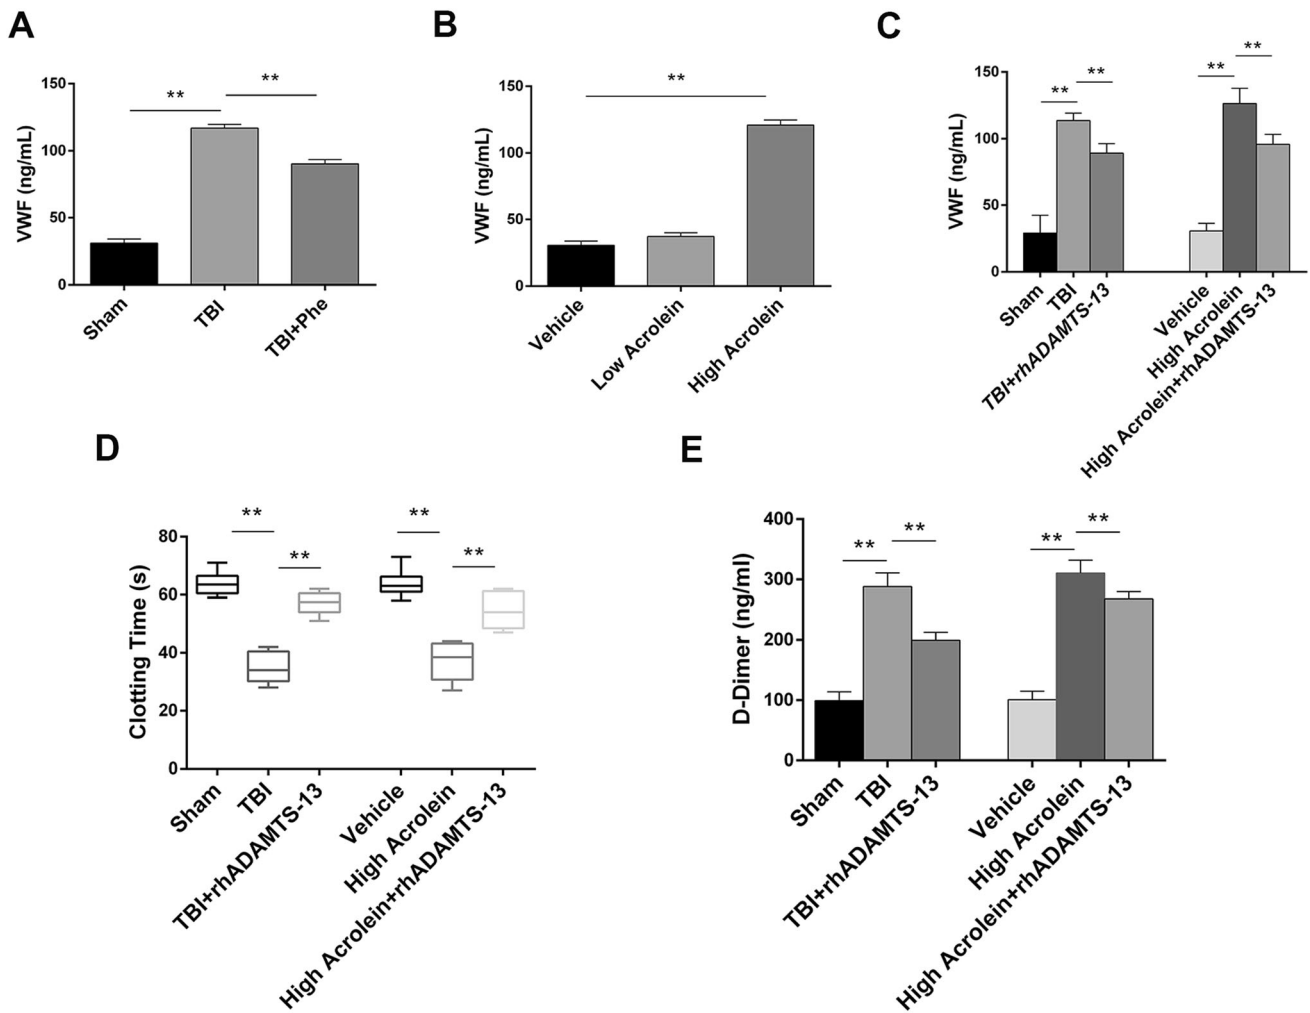 A
VWF (ng/mL)
150
100
50
0
**
**
Sham
TBI
TBI+Phe
B
VWF (ng/mL)
150
100
50
0
**
Vehicle
Low Acrolein
High Acrolein
C
VWF (ng/mL)
150
100
50
0
**
**
**
**
Sham
TBI
TBI+rhADAMTS-13
Vehicle
High Acrolein
High Acrolein+rhADAMTS-13
D
Clotting Time (s)
80
60
40
20
0
**
**
**
**
Sham
TBI
TBI+rhADAMTS-13
Vehicle
High Acrolein
High Acrolein+rhADAMTS-13
E
D-Dimer (ng/ml)
400
300
200
100
0
**
**
**
**
Sham
TBI
TBI+rhADAMTS-13
Vehicle
High Acrolein
High Acrolein+rhADAMTS-13